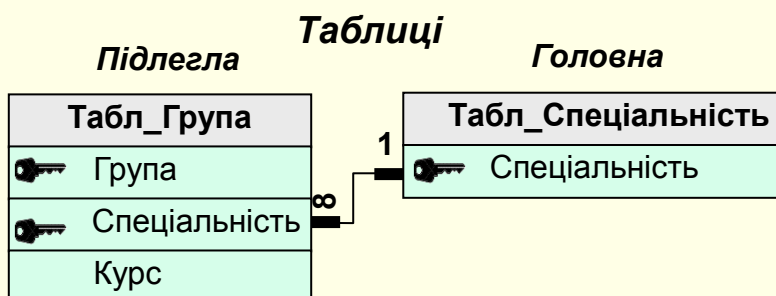 Таблиці
Підлегла
Головна
Табл_Група
Група
Спеціальність
Курс
∞
1
Табл_Спеціальність
Спеціальність